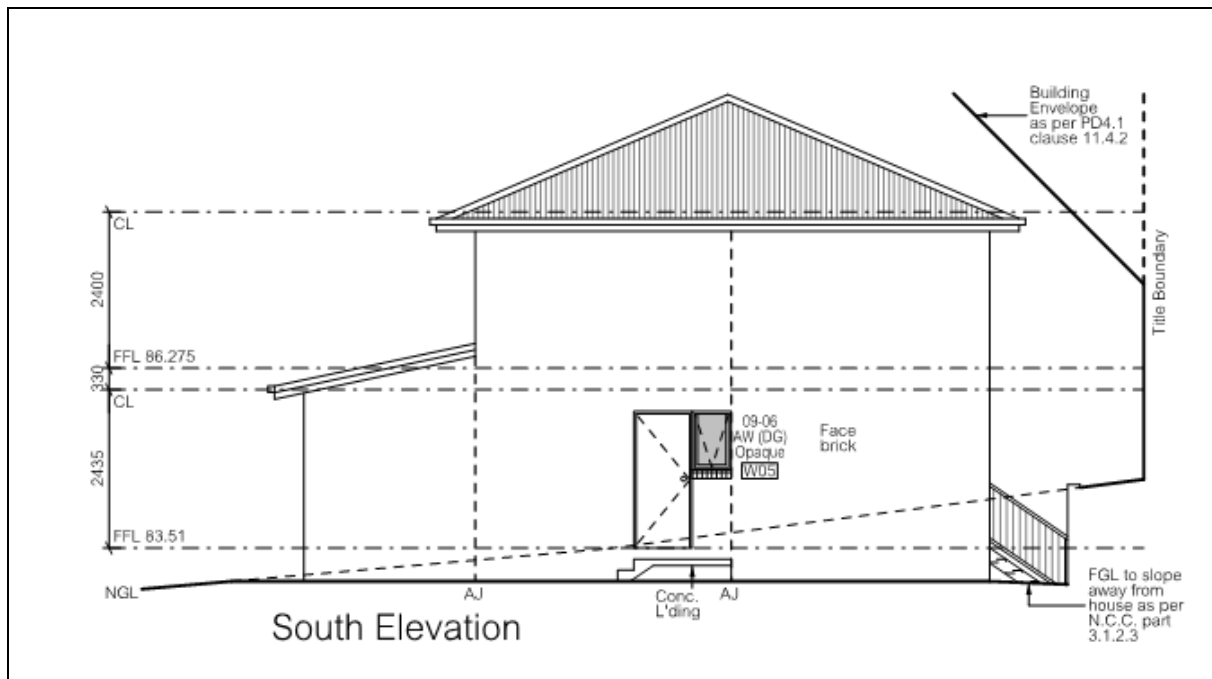 Building
Envelope
as per PD4.1
clause 11.4.2
CL
Title Boundary
2400
FFL 86.275
330
CL
09-06
AW (DG)
Opaque
W05
Face
brick
2435
FFL 83.51
NGL
AJ
Conc.
L'ding
AJ
FGL to slope
away from
house as per
N.C.C. part
3.1.2.3
South Elevation